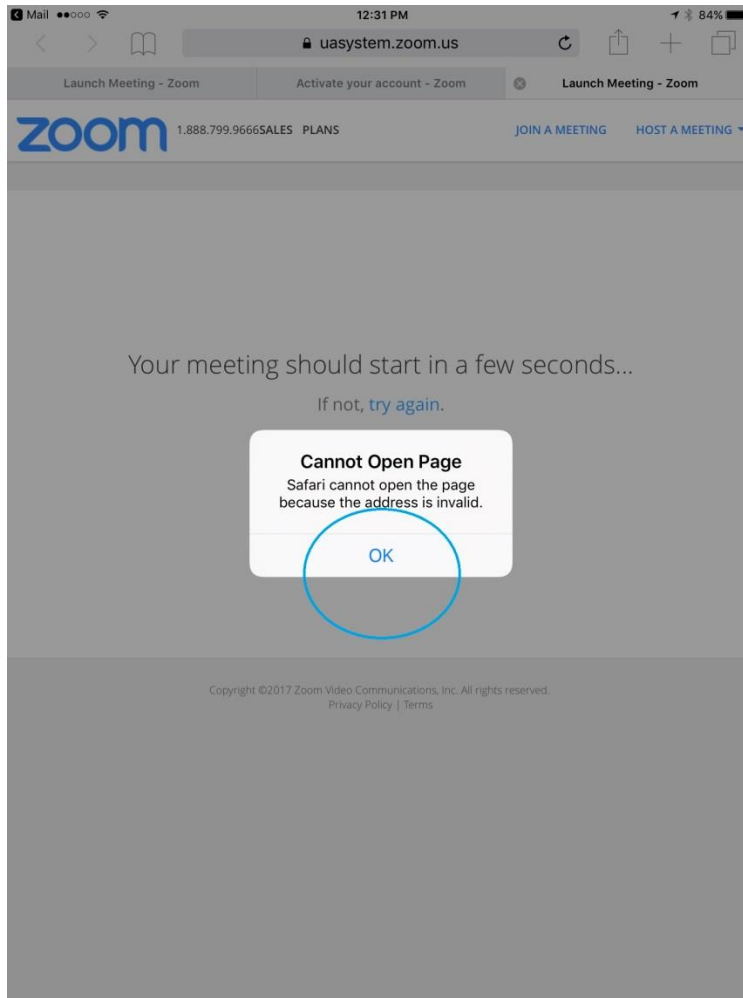 Mail 12:31 PM 84%
uasystem.zoom.us
Launch Meeting - Zoom Activate your account - Zoom Launch Meeting - Zoom
zoom 1.888.799.9666SALES PLANS JOIN A MEETING HOST A MEETING
Your meeting should start in a few seconds...
If not, try again.
Cannot Open Page
Safari cannot open the page
because the address is invalid.
OK
Copyright ©2017 Zoom Video Communications, Inc. All rights reserved.
Privacy Policy | Terms